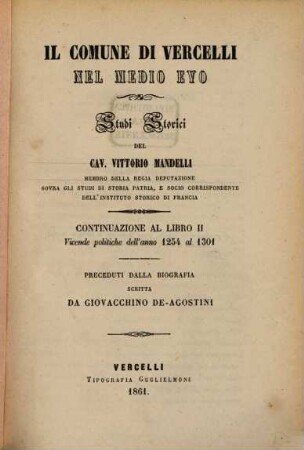 IL COMUNE DI VERCELLI
NEL MEDIO EVO
Studi Storici
DEL
CAV. VITTORIO MANDELLI
MEMBRO DELLA REGIA DEPUTAZIONE
SOVRA GLI STUDI DI STORIA PATRIA, E SOCIO CORRISPONDENTE
DELL'INSTITUTO STORICO DI FRANCIA
CONTINUAZIONE AL LIBRO II
Vicende politiche dell'anno 1254 al 1301
PRECEDUTI DALLA BIOGRAFIA
SCRITTA
DA GIOVACCHINO DE-AGOSTINI
VERCELLI
TIPOGRAFIA GUGLIELMONI
1861.